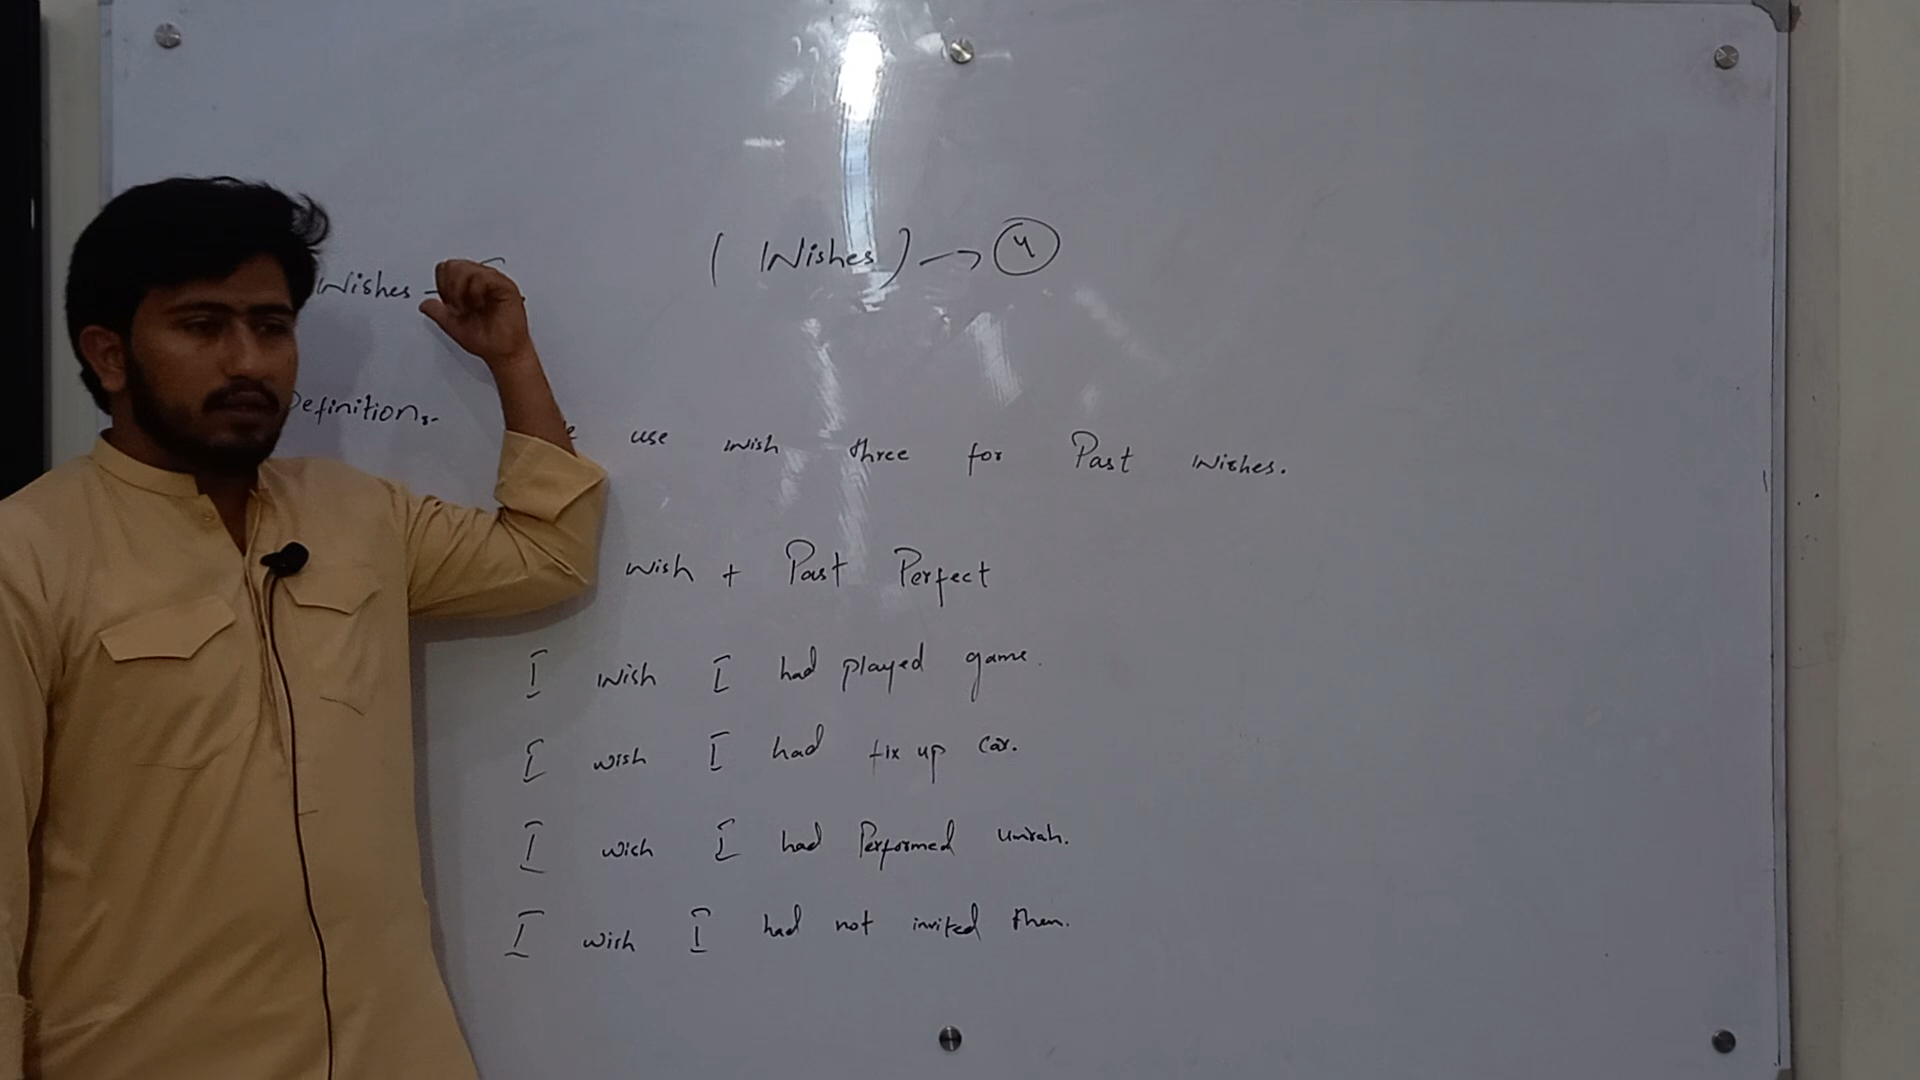 (Wishes) → 4
Wishes
Definition:-
use wish three for Past Wishes.
Wish + Past Perfect
I wish I had played game.
I wish I had fix up car.
I wish I had Performed umrah.
I wish I had not invited them.